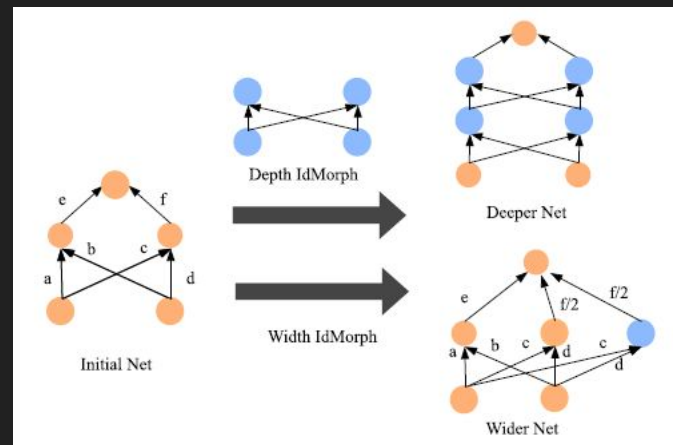 Depth IdMorph
Deeper Net
e
f
a
b
c
d
Initial Net
Width IdMorph
e
f/2
f/2
a
b
c
d
c
d
Wider Net